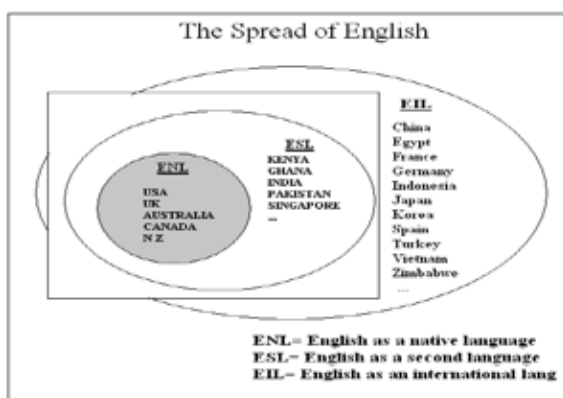 The Spread of English
ENL
USA
UK
AUSTRALIA
CANADA
N Z
ESL
KENYA
GHANA
INDIA
PAKISTAN
SINGAPORE
...
EIL
China
Egypt
France
Germany
Indonesia
Japan
Korea
Spain
Turkey
Vietnam
Zimbabwe
...
ENL= English as a native language
ESL= English as a second language
EIL= English as an international lang